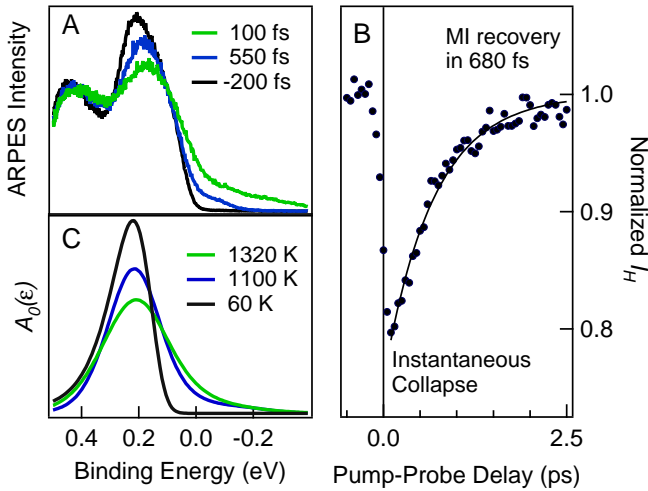 A
100 fs
550 fs
-200 fs
ARPES Intensity
C
1320 K
1100 K
60 K
A₀(ε)
0.4
0.2
0.0
-0.2
Binding Energy (eV)
B
MI recovery
in 680 fs
Instantaneous
Collapse
1.0
0.9
0.8
Normalized I_H
0.0
2.5
Pump-Probe Delay (ps)